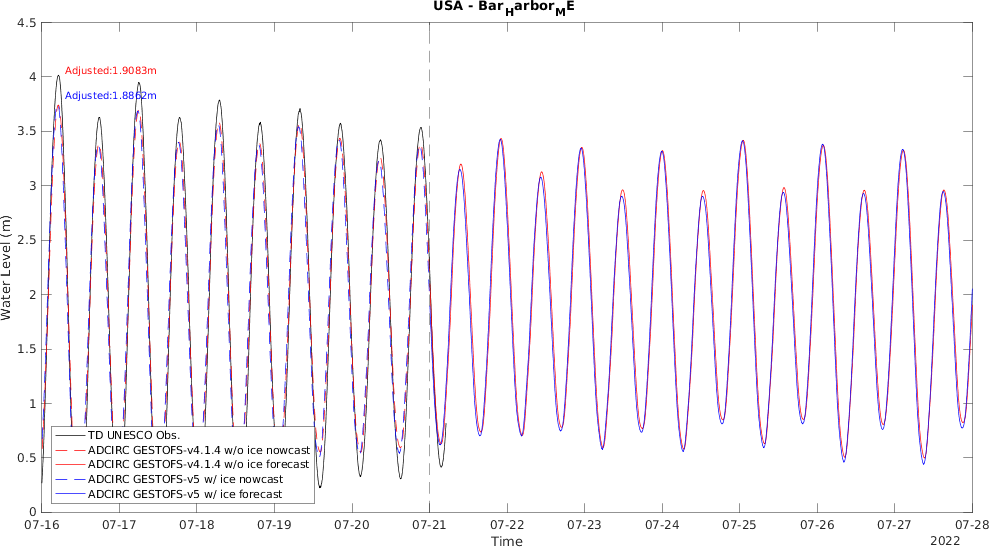 USA - BarHarborME
Adjusted:1.9083m
Adjusted:1.8862m
Water Level (m)
4.5
4
3.5
3
2.5
2
1.5
1
0.5
0
TD UNESCO Obs.
ADCIRC GESTOFS-v4.1.4 w/o ice nowcast
ADCIRC GESTOFS-v4.1.4 w/o ice forecast
ADCIRC GESTOFS-v5 w/ ice nowcast
ADCIRC GESTOFS-v5 w/ ice forecast
07-16 07-17 07-18 07-19 07-20 07-21 07-22 07-23 07-24 07-25 07-26 07-27 07-28
Time
2022